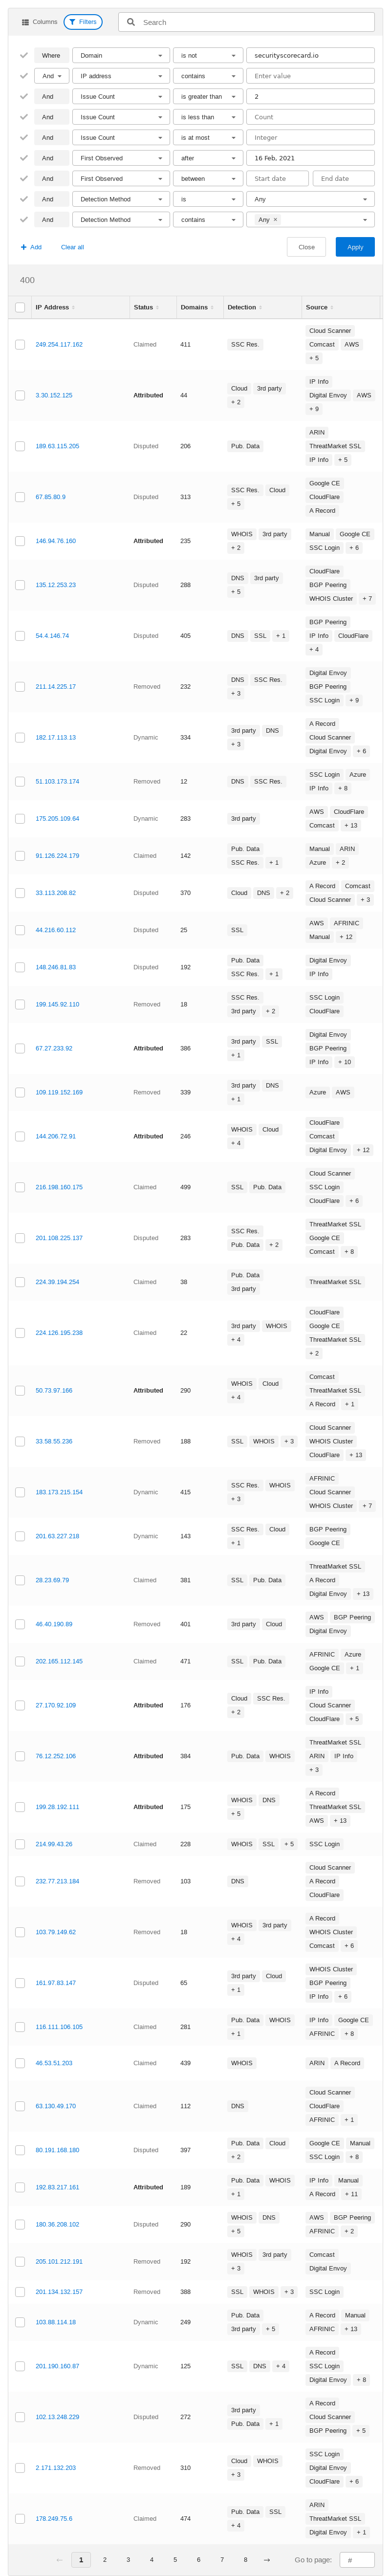 Columns Filters Search
Where Domain is not securityscorecard.io
And IP address contains Enter value
And Issue Count is greater than 2
And Issue Count is less than Count
And Issue Count is at most Integer
And First Observed after 16 Feb, 2021
And First Observed between Start date End date
And Detection Method is Any
And Detection Method contains Any ×
+ Add Clear all Close Apply
400
IP Address Status Domains Detection Source
Cloud Scanner
249.254.117.162 Claimed 411 SSC Res. Comcast AWS
+ 5
IP Info
3.30.152.125 Attributed 44 Cloud 3rd party + 2 Digital Envoy AWS
+ 9
ARIN
189.63.115.205 Disputed 206 Pub. Data ThreatMarket SSL
IP Info + 5
Google CE
67.85.80.9 Disputed 313 SSC Res. Cloud + 5 CloudFlare
A Record
146.94.76.160 Attributed 235 WHOIS 3rd party + 2 Manual Google CE
SSC Login + 6
CloudFlare
135.12.253.23 Disputed 288 DNS 3rd party + 5 BGP Peering
WHOIS Cluster + 7
BGP Peering
54.4.146.74 Disputed 405 DNS SSL + 1 IP Info CloudFlare
+ 4
Digital Envoy
211.14.225.17 Removed 232 DNS SSC Res. + 3 BGP Peering
SSC Login + 9
A Record
182.17.113.13 Dynamic 334 3rd party DNS + 3 Cloud Scanner
Digital Envoy + 6
51.103.173.174 Removed 12 DNS SSC Res. SSC Login Azure
IP Info + 8
175.205.109.64 Dynamic 283 3rd party AWS CloudFlare
Comcast + 13
91.126.224.179 Claimed 142 Pub. Data SSC Res. + 1 Manual ARIN
Azure + 2
33.113.208.82 Disputed 370 Cloud DNS + 2 A Record Comcast
Cloud Scanner + 3
44.216.60.112 Disputed 25 SSL AWS AFRINIC
Manual + 12
148.246.81.83 Disputed 192 Pub. Data SSC Res. + 1 Digital Envoy
IP Info
199.145.92.110 Removed 18 SSC Res. 3rd party + 2 SSC Login
CloudFlare
Digital Envoy
67.27.233.92 Attributed 386 3rd party SSL + 1 BGP Peering
IP Info + 10
109.119.152.169 Removed 339 3rd party DNS + 1 Azure AWS
CloudFlare
144.206.72.91 Attributed 246 WHOIS Cloud + 4 Comcast
Digital Envoy + 12
Cloud Scanner
216.198.160.175 Claimed 499 SSL Pub. Data SSC Login
CloudFlare + 6
ThreatMarket SSL
201.108.225.137 Disputed 283 SSC Res. Pub. Data + 2 Google CE
Comcast + 8
224.39.194.254 Claimed 38 Pub. Data 3rd party ThreatMarket SSL
CloudFlare
Google CE
224.126.195.238 Claimed 22 3rd party WHOIS + 4 ThreatMarket SSL
+ 2
Comcast
50.73.97.166 Attributed 290 WHOIS Cloud + 4 ThreatMarket SSL
A Record + 1
Cloud Scanner
33.58.55.236 Removed 188 SSL WHOIS + 3 WHOIS Cluster
CloudFlare + 13
AFRINIC
183.173.215.154 Dynamic 415 SSC Res. WHOIS + 3 Cloud Scanner
WHOIS Cluster + 7
201.63.227.218 Dynamic 143 SSC Res. Cloud + 1 BGP Peering
Google CE
ThreatMarket SSL
28.23.69.79 Claimed 381 SSL Pub. Data A Record
Digital Envoy + 13
46.40.190.89 Removed 401 3rd party Cloud AWS BGP Peering
Digital Envoy
202.165.112.145 Claimed 471 SSL Pub. Data AFRINIC Azure
Google CE + 1
IP Info
27.170.92.109 Attributed 176 Cloud SSC Res. + 2 Cloud Scanner
CloudFlare + 5
ThreatMarket SSL
76.12.252.106 Attributed 384 Pub. Data WHOIS ARIN IP Info
+ 3
A Record
199.28.192.111 Attributed 175 WHOIS DNS + 5 ThreatMarket SSL
AWS + 13
214.99.43.26 Claimed 228 WHOIS SSL + 5 SSC Login
Cloud Scanner
232.77.213.184 Removed 103 DNS A Record
CloudFlare
A Record
103.79.149.62 Removed 18 WHOIS 3rd party + 4 WHOIS Cluster
Comcast + 6
WHOIS Cluster
161.97.83.147 Disputed 65 3rd party Cloud + 1 BGP Peering
IP Info + 6
116.111.106.105 Claimed 281 Pub. Data WHOIS + 1 IP Info Google CE
AFRINIC + 8
46.53.51.203 Claimed 439 WHOIS ARIN A Record
Cloud Scanner
63.130.49.170 Claimed 112 DNS CloudFlare
AFRINIC + 1
80.191.168.180 Disputed 397 Pub. Data Cloud + 2 Google CE Manual
SSC Login + 8
192.83.217.161 Attributed 189 Pub. Data WHOIS + 1 IP Info Manual
A Record + 11
180.36.208.102 Disputed 290 WHOIS DNS + 5 AWS BGP Peering
AFRINIC + 2
205.101.212.191 Removed 192 WHOIS 3rd party + 3 Comcast
Digital Envoy
201.134.132.157 Removed 388 SSL WHOIS + 3 SSC Login
103.88.114.18 Dynamic 249 Pub. Data 3rd party + 5 A Record Manual
AFRINIC + 13
A Record
201.190.160.87 Dynamic 125 SSL DNS + 4 SSC Login
Digital Envoy + 8
A Record
102.13.248.229 Disputed 272 3rd party Pub. Data + 1 Cloud Scanner
BGP Peering + 5
SSC Login
2.171.132.203 Removed 310 Cloud WHOIS + 3 Digital Envoy
CloudFlare + 6
ARIN
178.249.75.6 Claimed 474 Pub. Data SSL + 4 ThreatMarket SSL
Digital Envoy + 1
← 1 2 3 4 5 6 7 8 → Go to page: #